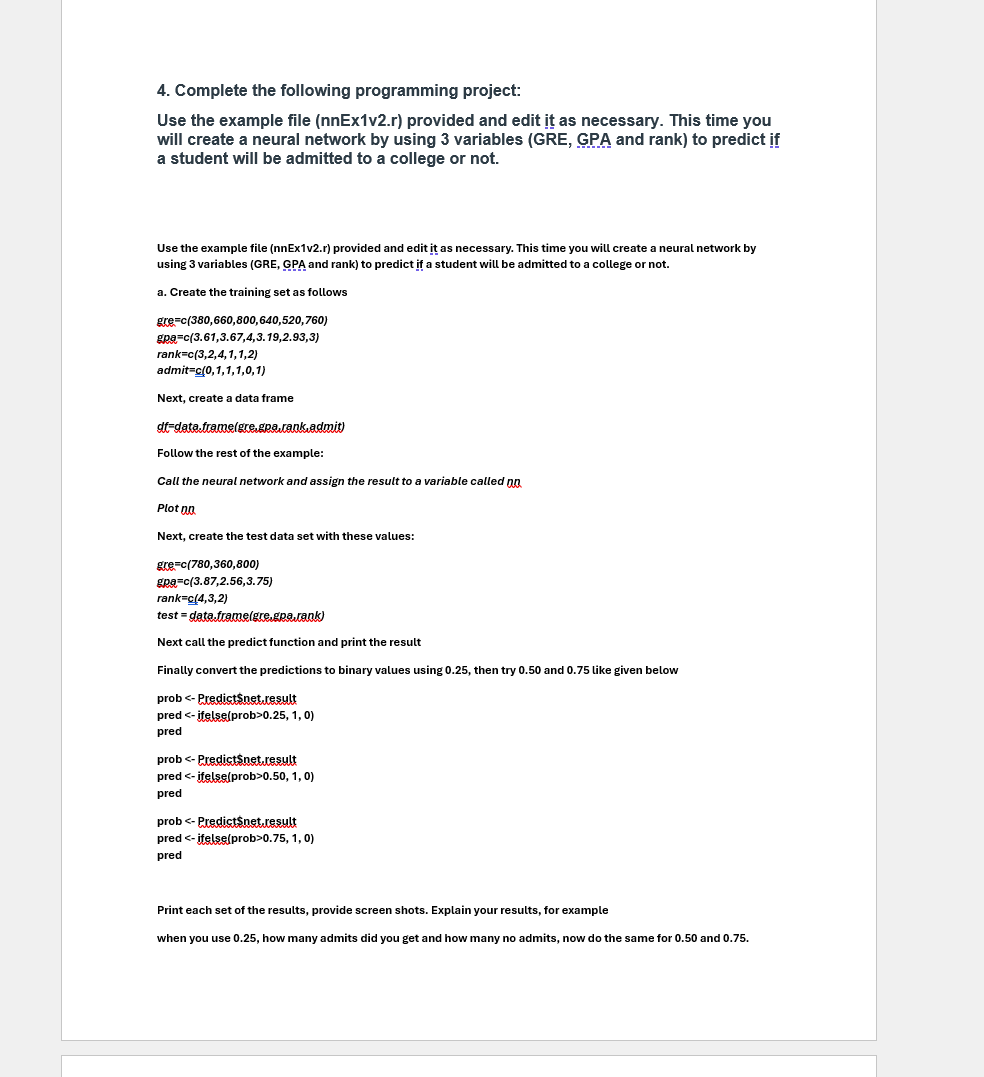 4. Complete the following programming project:
Use the example file (nnEx1v2.r) provided and edit it as necessary. This time you
will create a neural network by using 3 variables (GRE, GPA and rank) to predict if
a student will be admitted to a college or not.
Use the example file (nnEx1v2.r) provided and edit it as necessary. This time you will create a neural network by
using 3 variables (GRE, GPA and rank) to predict if a student will be admitted to a college or not.
a. Create the training set as follows
gre=c(380,660,800,640,520,760)
gpa=c(3.61,3.67,4,3.19,2.93,3)
rank=c(3,2,4,1,1,2)
admit=c(0,1,1,1,0,1)
Next, create a data frame
df=data.frame(gre,gpa,rank,admit)
Follow the rest of the example:
Call the neural network and assign the result to a variable called nn
Plot nn
Next, create the test data set with these values:
gre=c(780,360,800)
gpa=c(3.87,2.56,3.75)
rank=c(4,3,2)
test = data.frame(gre,gpa,rank)
Next call the predict function and print the result
Finally convert the predictions to binary values using 0.25, then try 0.50 and 0.75 like given below
prob <- Predict$net.result
pred <- ifelse(prob>0.25, 1, 0)
pred
prob <- Predict$net.result
pred <- ifelse(prob>0.50, 1, 0)
pred
prob <- Predict$net.result
pred <- ifelse(prob>0.75, 1, 0)
pred
Print each set of the results, provide screen shots. Explain your results, for example
when you use 0.25, how many admits did you get and how many no admits, now do the same for 0.50 and 0.75.